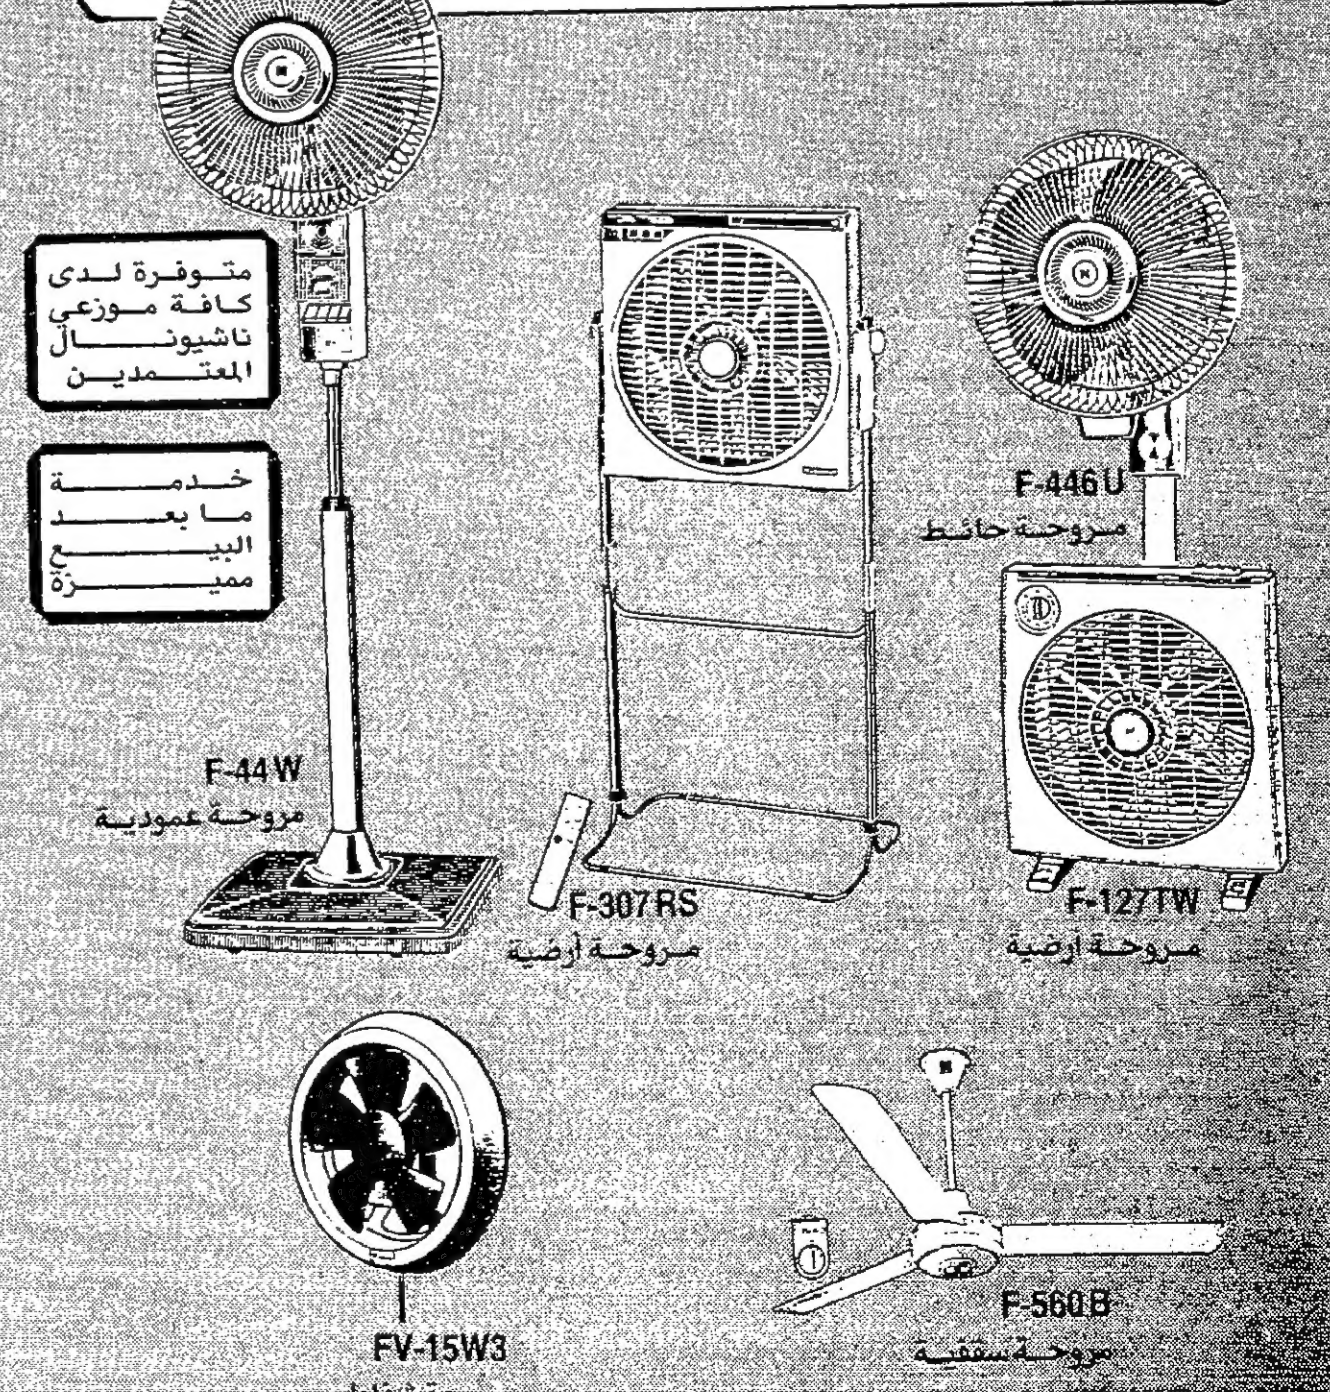 متوفرة لدى
كافة موزعي
ناشيونال
المعتمدين
خدمة
ما بعد
البيع
مميزة
F-446U
مروحة حائط
F-44W
مروحة عمودية
F-307RS
مروحة أرضية
F-127TW
مروحة أرضية
FV-15W3
F-560B
مروحة سقفية